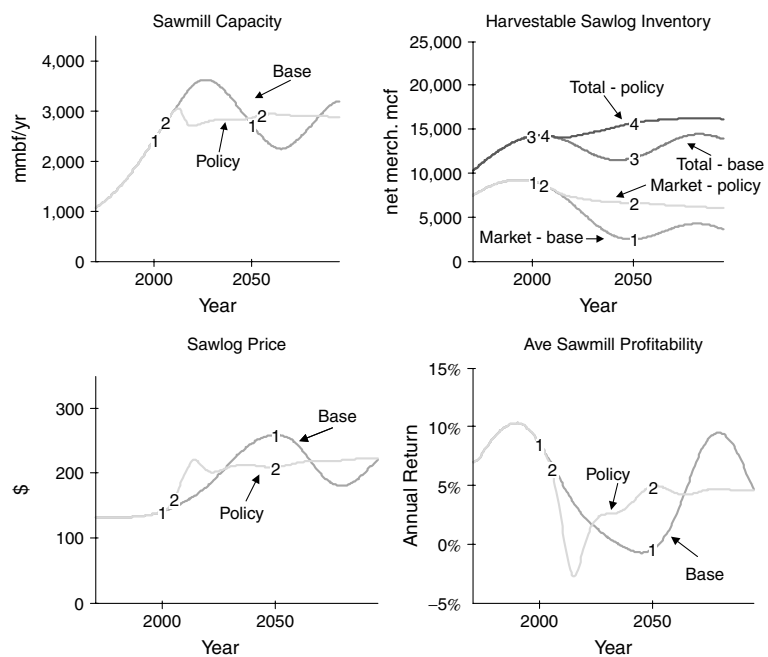 Sawmill Capacity
4,000
3,000
2,000
1,000
0
mmbf/yr
Base
Policy
1
2
1
2
2000
2050
Year
Harvestable Sawlog Inventory
25,000
20,000
15,000
10,000
5,000
0
net merch. mcf
Total - policy
Total - base
Market - policy
Market - base
3
4
4
3
1
2
2
1
2000
2050
Year
Sawlog Price
300
200
100
0
$
Base
Policy
1
2
1
2
2000
2050
Year
Ave Sawmill Profitability
15%
10%
5%
0%
–5%
Annual Return
Policy
Base
1
2
2
1
2000
2050
Year